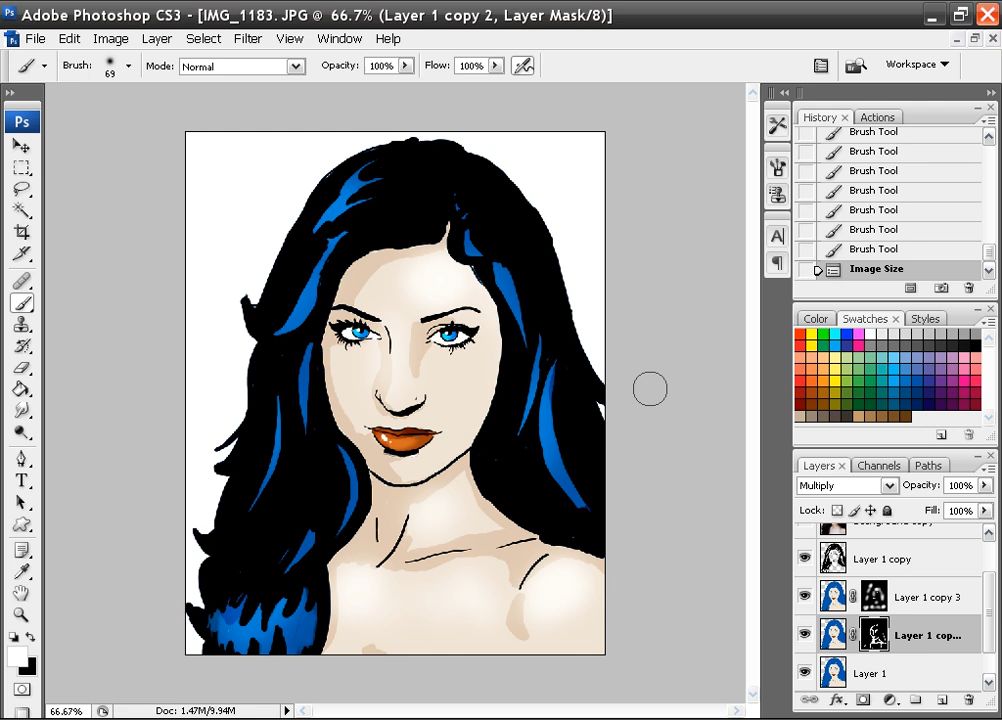 Adobe Photoshop CS3 - [IMG_1183.JPG @ 66.7% (Layer 1 copy 2, Layer Mask/8)]
File Edit Image Layer Select Filter View Window Help
Brush: 69 Mode: Normal Opacity: 100% Flow: 100% Workspace
Ps
History Actions
Brush Tool
Brush Tool
Brush Tool
Brush Tool
Brush Tool
Brush Tool
Brush Tool
Image Size
Color Swatches Styles
Layers Channels Paths
Multiply Opacity: 100%
Lock: Fill: 100%
Background copy
Layer 1 copy
Layer 1 copy 3
Layer 1 cop...
Layer 1
66.67% Doc: 1.47M/9.94M